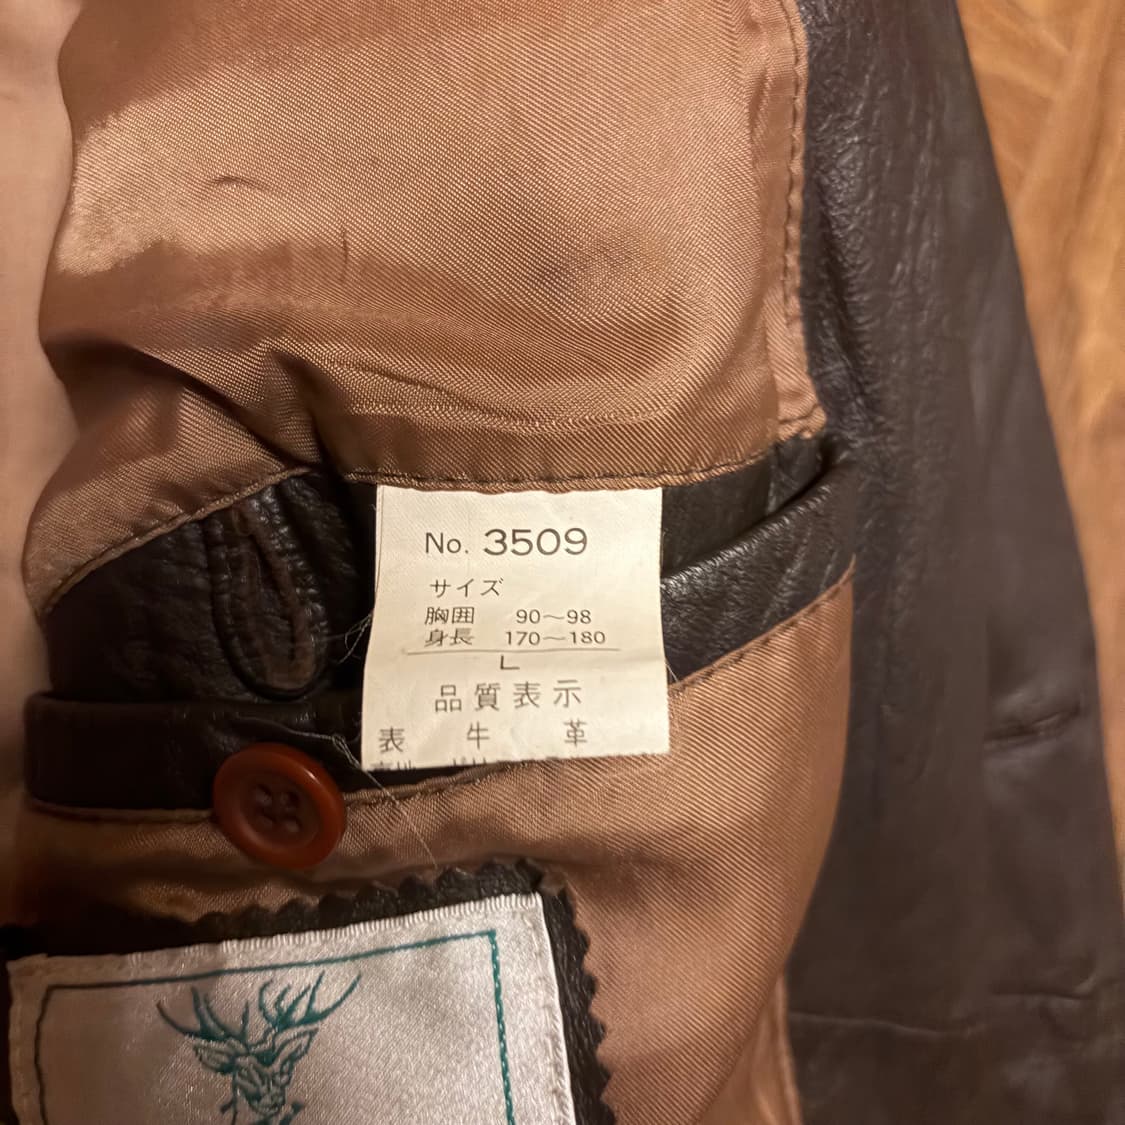 No. 3509
サイズ
胸囲 90～98
身長 170～180
L
品質表示
表 牛 革